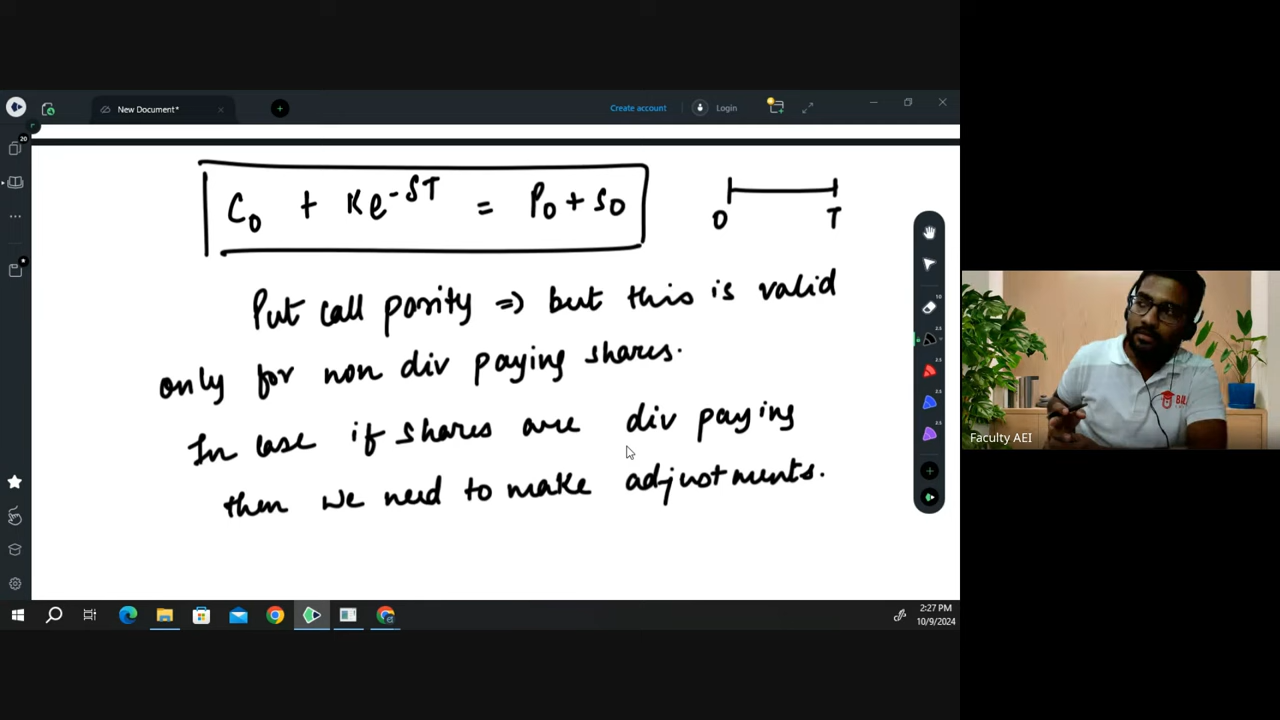 New Document*
Create account
Login
20
C0 + Ke-δT = P0 + S0
0 T
Put call parity => but this is valid
only for non div paying shares.
In case if shares are div paying
then we need to make adjustments.
Faculty AEI
2:27 PM
10/9/2024